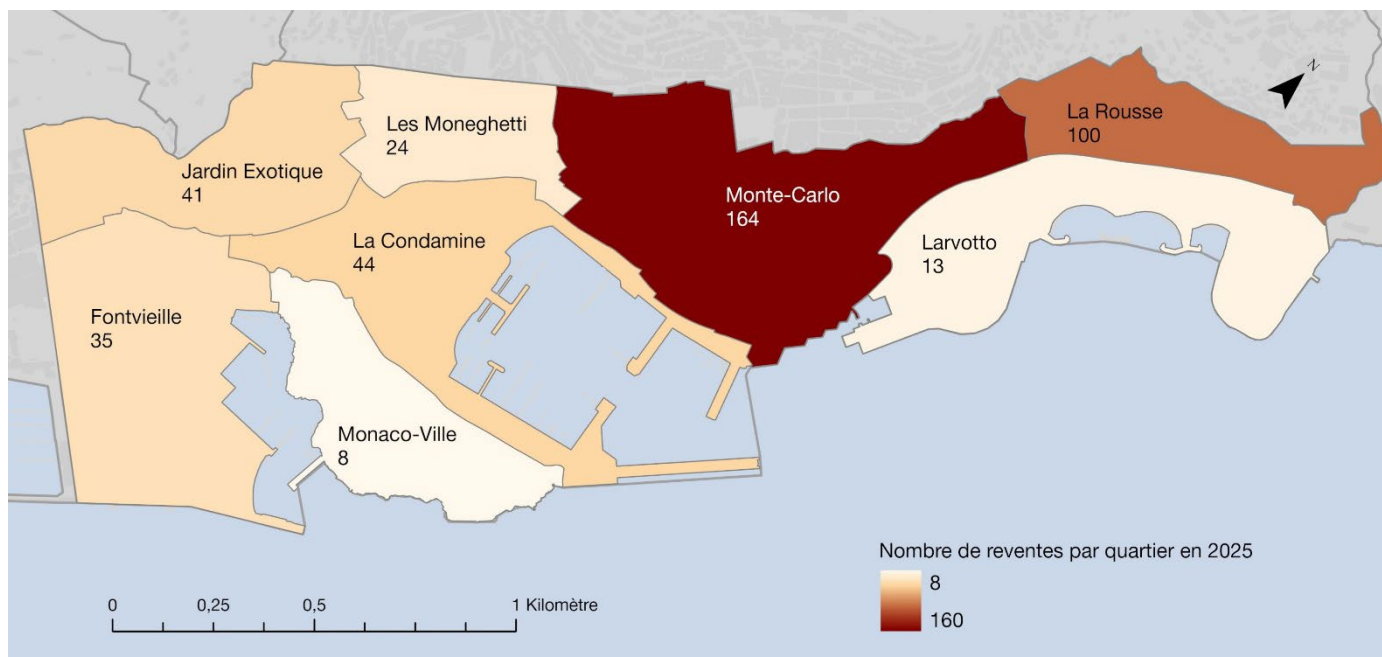 N
La Rousse
100
Les Moneghetti
24
Jardin Exotique
41
Monte-Carlo
164
La Condamine
44
Larvotto
13
Fontvieille
35
Monaco-Ville
8
Nombre de reventes par quartier en 2025
8
160
0 0,25 0,5 1 Kilomètre